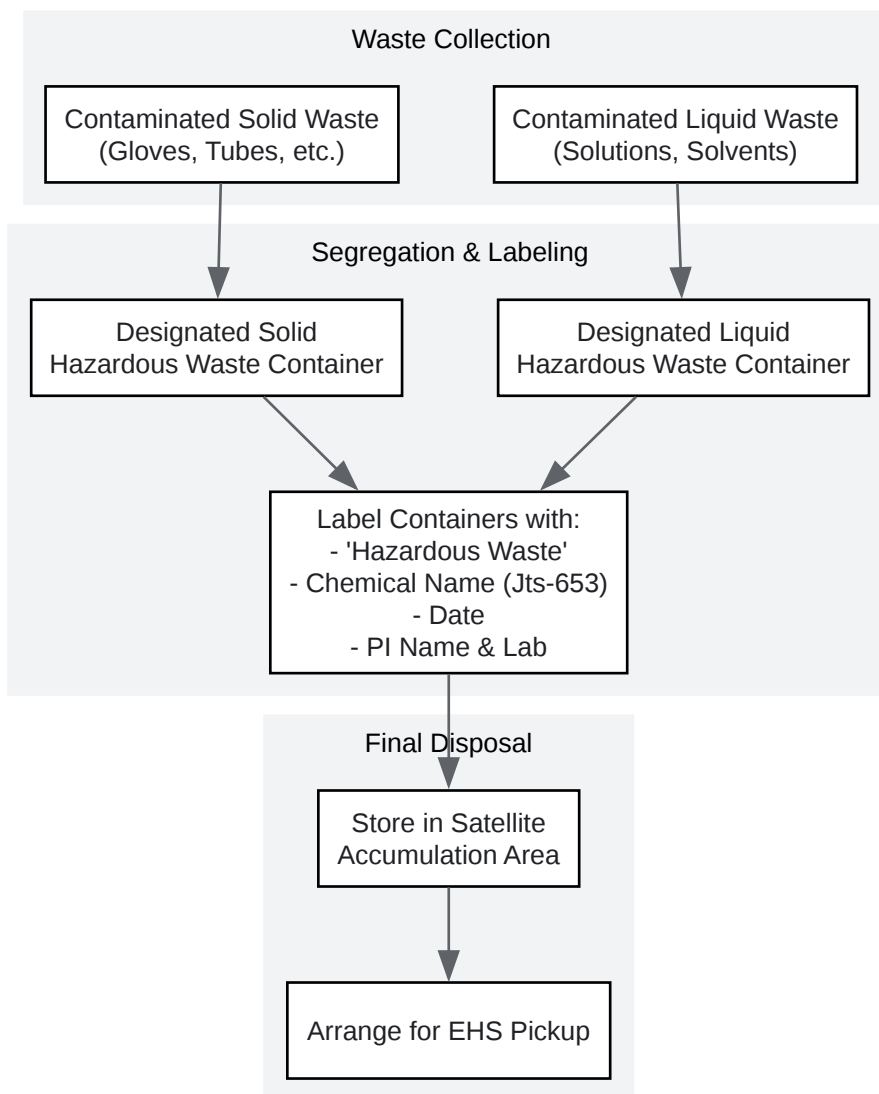 Waste Collection
Contaminated Solid Waste
(Gloves, Tubes, etc.)
Contaminated Liquid Waste
(Solutions, Solvents)
Segregation & Labeling
Designated Solid
Hazardous Waste Container
Designated Liquid
Hazardous Waste Container
Label Containers with:
- 'Hazardous Waste'
- Chemical Name (Jts-653)
- Date
- PI Name & Lab
Final Disposal
Store in Satellite
Accumulation Area
Arrange for EHS Pickup